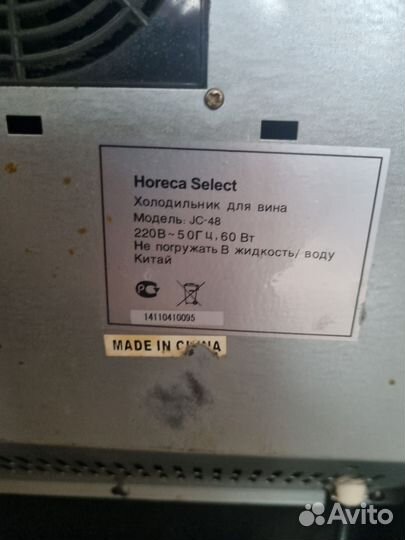 Horeca Select
Холодильник для вина
Модель: JC-48
220В~50ГЦ, 60 Вт
Не погружать В жидкость/ воду
Китай
14110410095
MADE IN CHINA
Avito